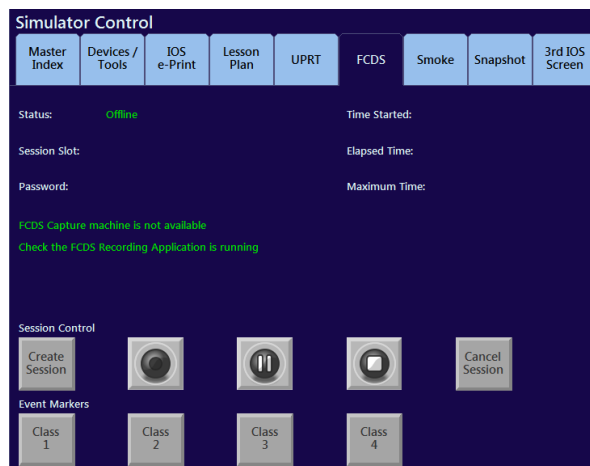 Simulator Control
Master Index
Devices / Tools
IOS e-Print
Lesson Plan
UPRT
FCDS
Smoke
Snapshot
3rd IOS Screen
Status: Offline Time Started:
Session Slot: Elapsed Time:
Password: Maximum Time:
FCDS Capture machine is not available
Check the FCDS Recording Application is running
Session Control
Create Session
Cancel Session
Event Markers
Class 1
Class 2
Class 3
Class 4